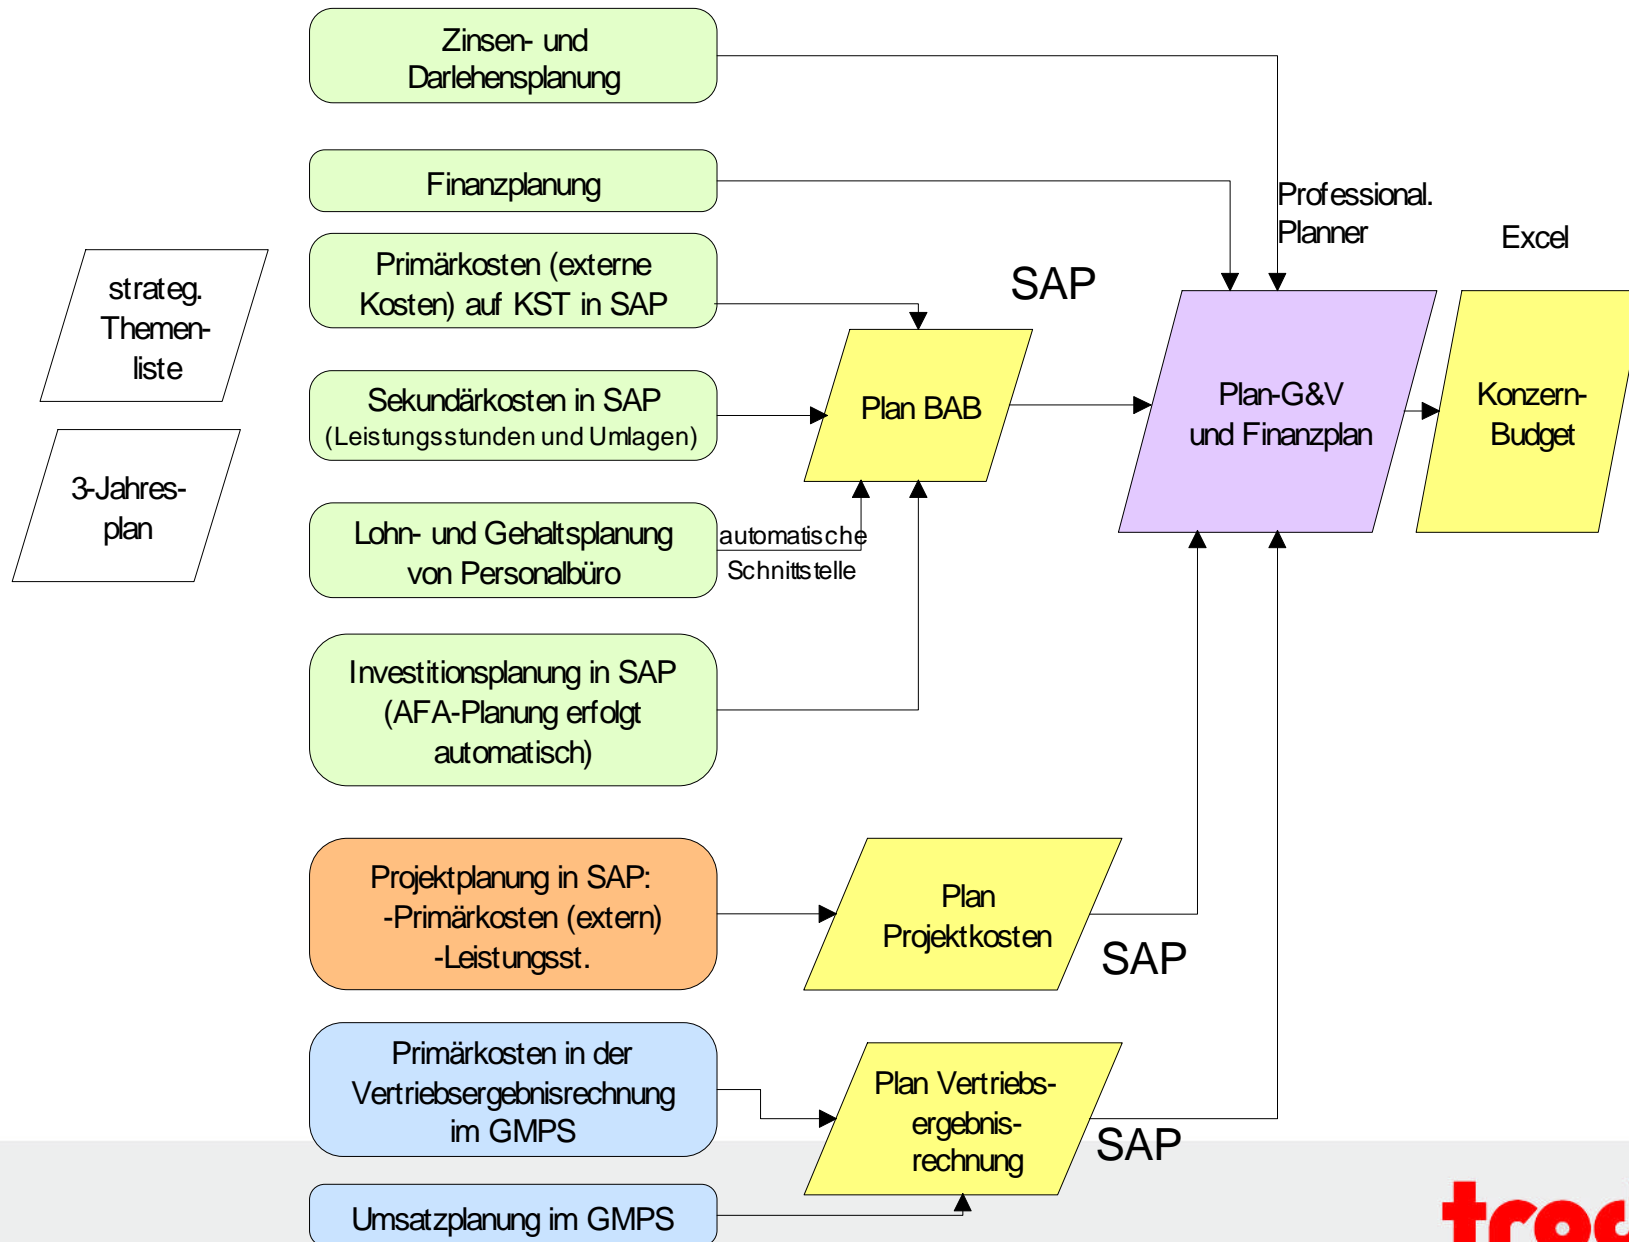 Zinsen- und
Darlehensplanung
Finanzplanung
Professional.
Planner
Excel
Primärkosten (externe
Kosten) auf KST in SAP
SAP
strateg.
Themen-
liste
Sekundärkosten in SAP
(Leistungsstunden und Umlagen)
Plan BAB
Plan-G&V
und Finanzplan
Konzern-
Budget
3-Jahres-
plan
Lohn- und Gehaltsplanung
von Personalbüro
automatische
Schnittstelle
Investitionsplanung in SAP
(AFA-Planung erfolgt
automatisch)
Projektplanung in SAP:
-Primärkosten (extern)
-Leistungsst.
Plan
Projektkosten
SAP
Primärkosten in der
Vertriebsergebnisrechnung
im GMPS
Plan Vertriebs-
ergebnis-
rechnung
SAP
Umsatzplanung im GMPS